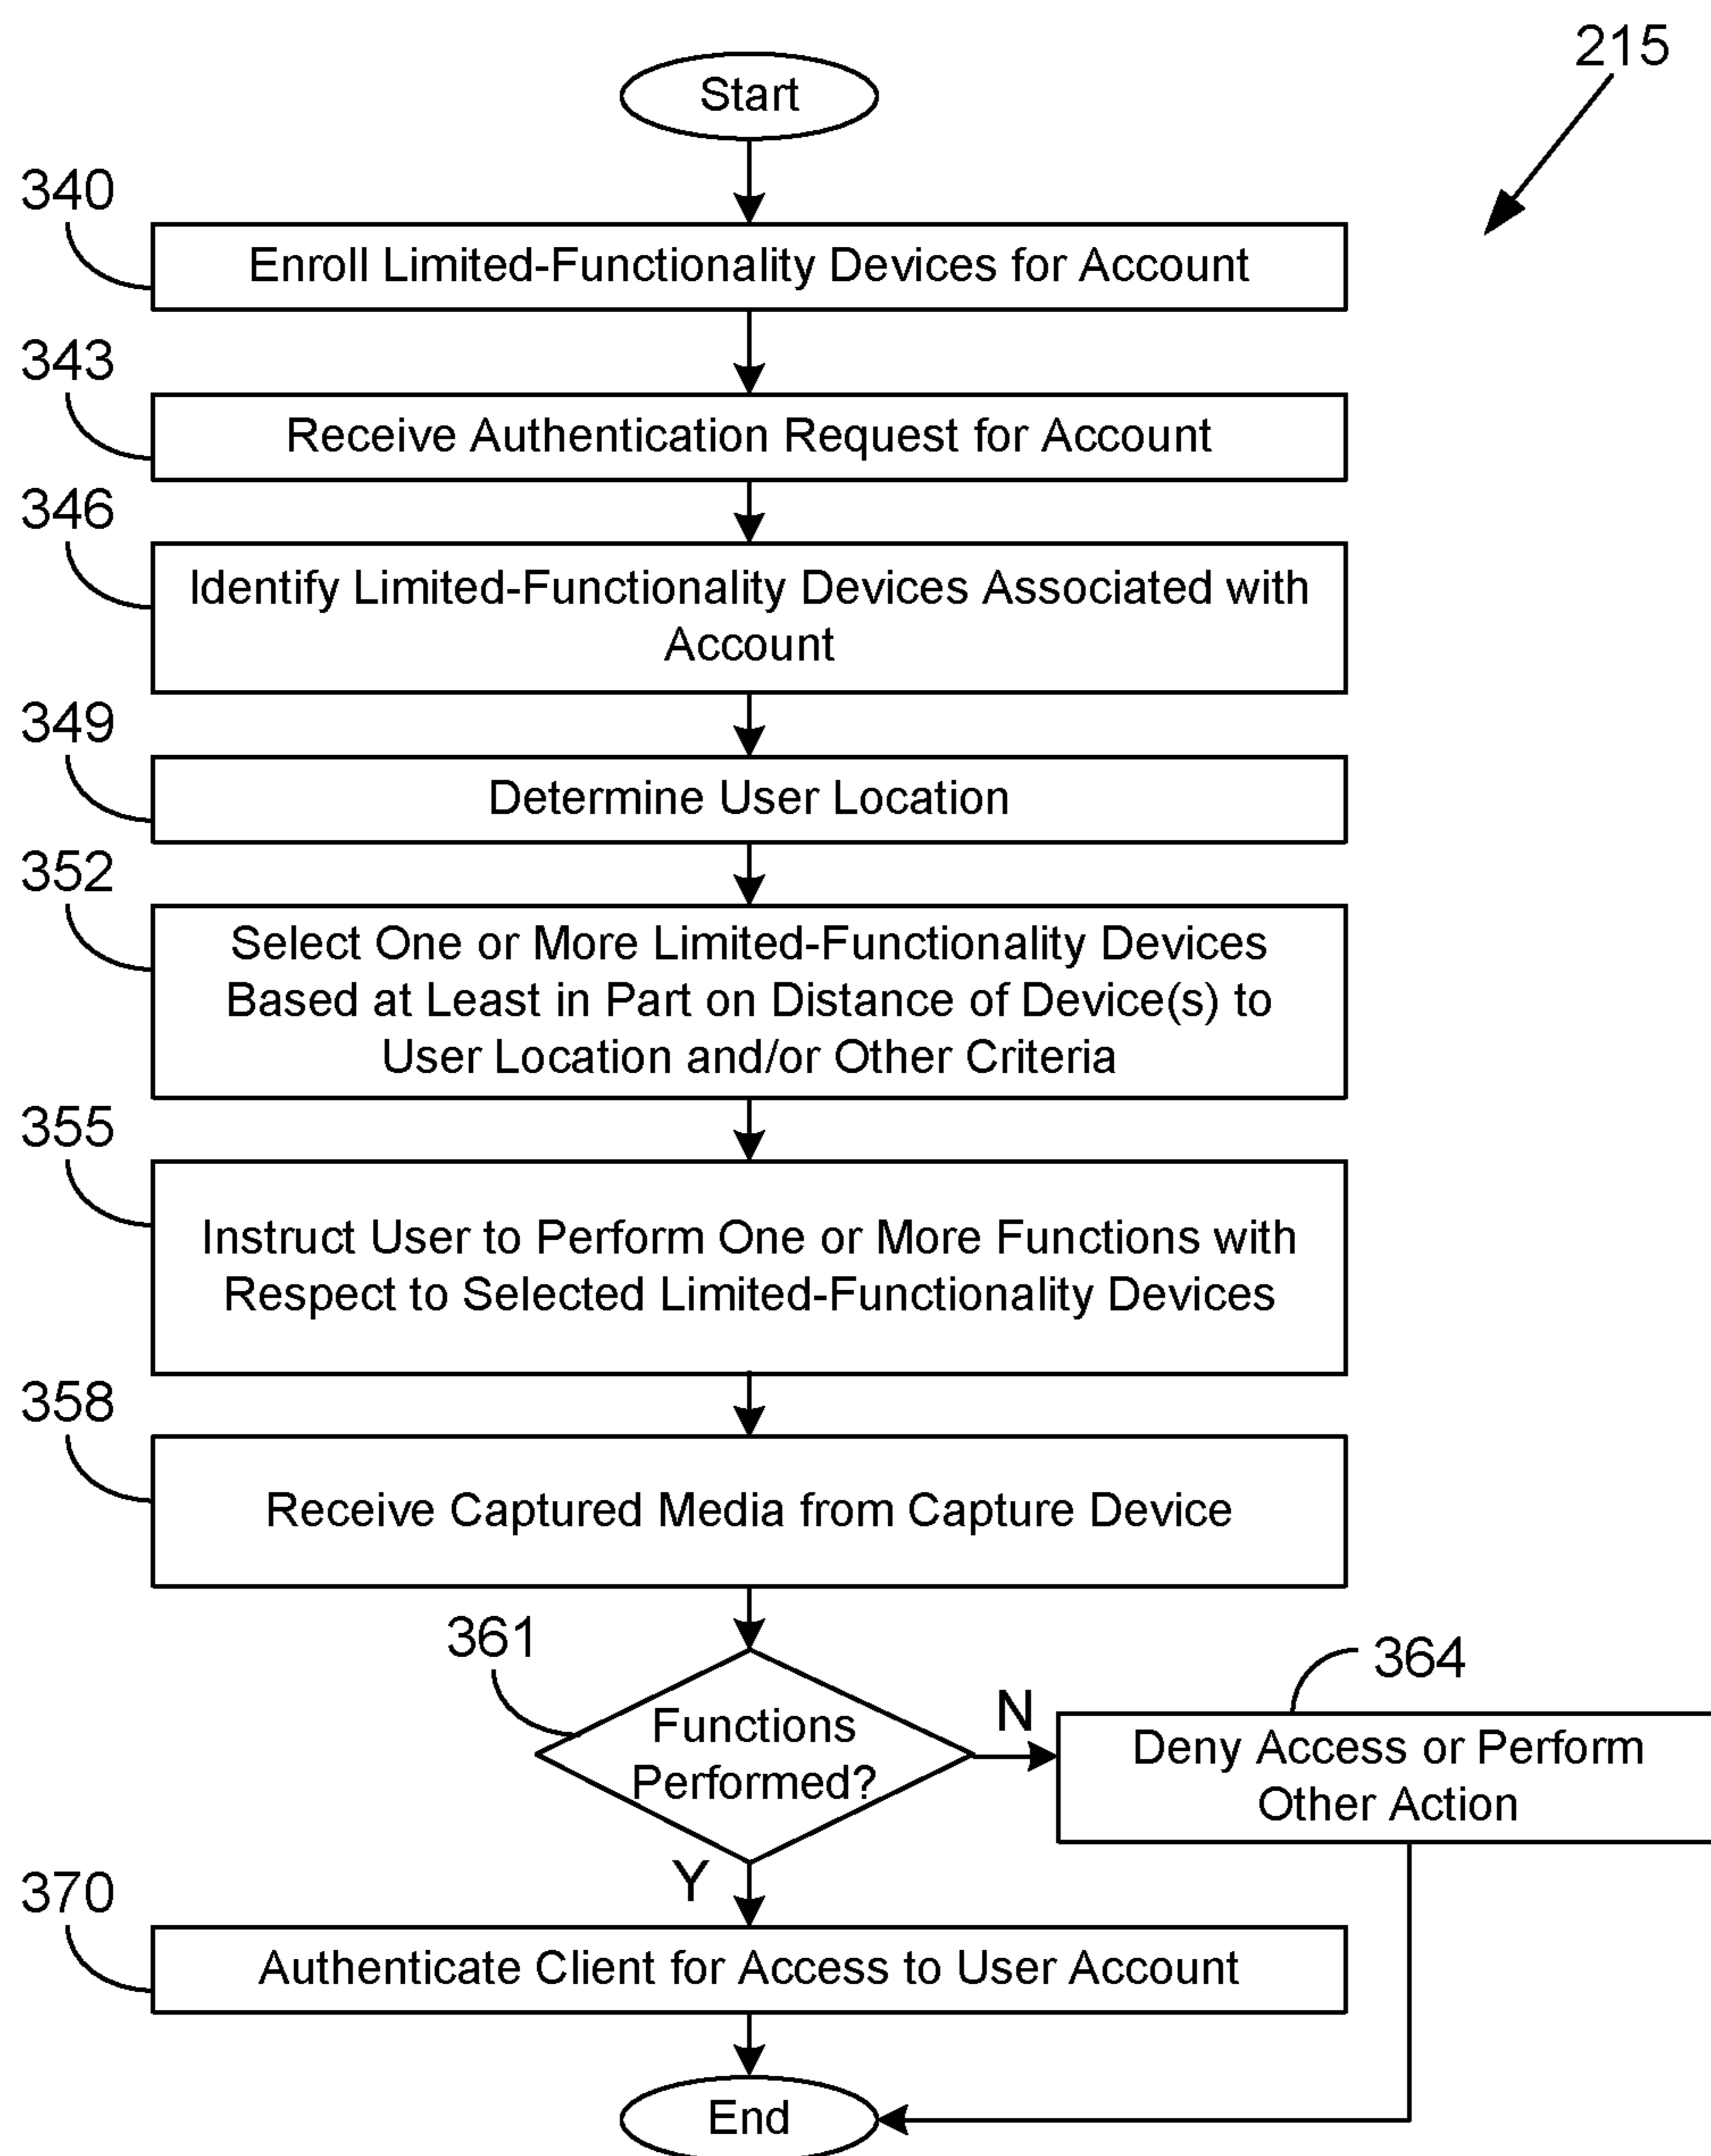 215
Start
340
Enroll Limited-Functionality Devices for Account
343
Receive Authentication Request for Account
346
Identify Limited-Functionality Devices Associated with
Account
349
Determine User Location
352
Select One or More Limited-Functionality Devices
Based at Least in Part on Distance of Device(s) to
User Location and/or Other Criteria
355
Instruct User to Perform One or More Functions with
Respect to Selected Limited-Functionality Devices
358
Receive Captured Media from Capture Device
361
Functions
Performed?
N
364
Deny Access or Perform
Other Action
Y
370
Authenticate Client for Access to User Account
End